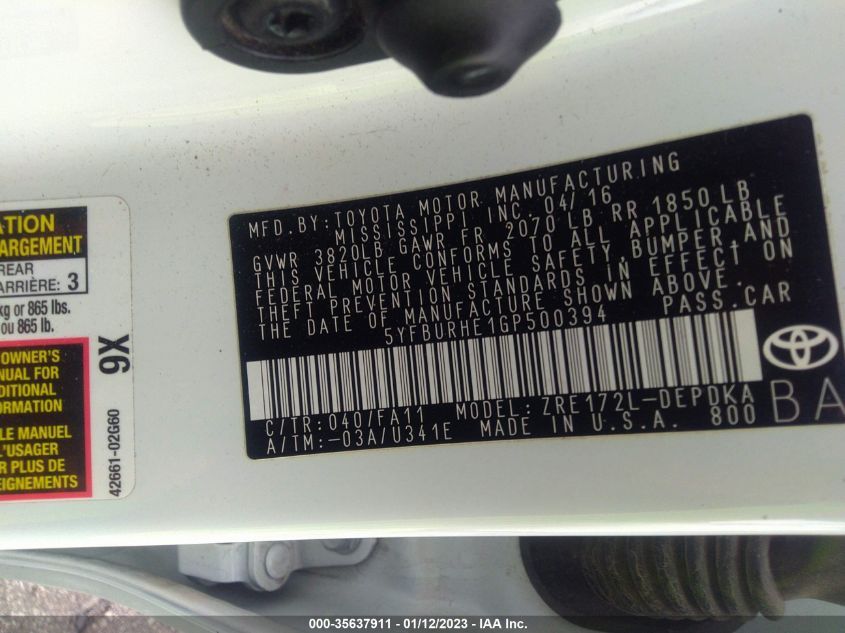 ATION
ARGEMENT
REAR
ARRIÈRE: 3
kg or 865 lbs.
ou 865 lb.
OWNER'S
NUAL FOR
DITIONAL
ORMATION
LE MANUEL
L'USAGER
R PLUS DE
EIGNEMENTS
9X
42661-02G60
MFD. BY: TOYOTA MOTOR MANUFACTURING
MISSISSIPPI INC. 04/16
GVWR 3820LB GAWR FR 2070 LB RR 1850 LB
THIS VEHICLE CONFORMS TO ALL APPLICABLE
FEDERAL MOTOR VEHICLE SAFETY, BUMPER, AND
THEFT PREVENTION STANDARDS IN EFFECT ON
THE DATE OF MANUFACTURE SHOWN ABOVE.
5YFBURHE1GP500394 PASS. CAR
C/TR: 040/FA11 MODEL: ZRE172L-DEPDKA
A/TM: -03A/U341E MADE IN U.S.A. 800
BA
000-35637911 - 01/12/2023 - IAA Inc.